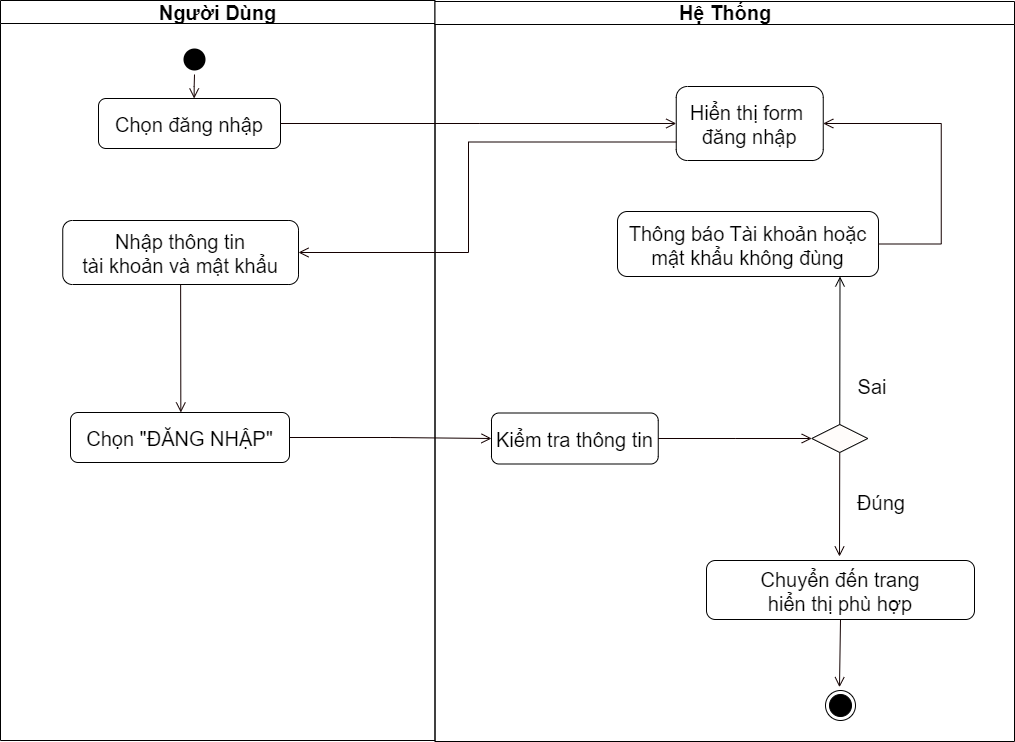 Người Dùng
Hệ Thống
Chọn đăng nhập
Hiển thị form
đăng nhập
Nhập thông tin
tài khoản và mật khẩu
Thông báo Tài khoản hoặc
mật khẩu không đùng
Sai
Chọn "ĐĂNG NHẬP"
Kiểm tra thông tin
Đúng
Chuyển đến trang
hiển thị phù hợp